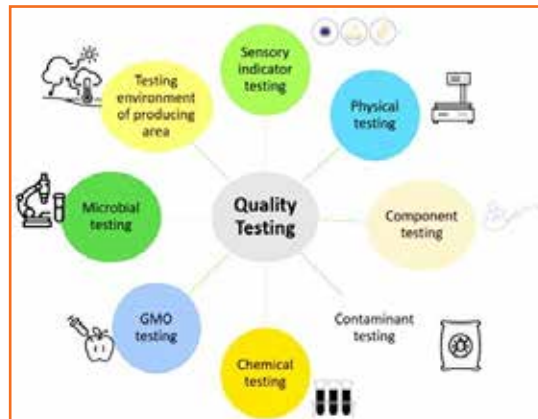 Sensory
indicator
testing
Testing
environment
of producing
area
Physical
testing
Microbial
testing
Quality
Testing
Component
testing
GMO
testing
Contaminant
testing
Chemical
testing